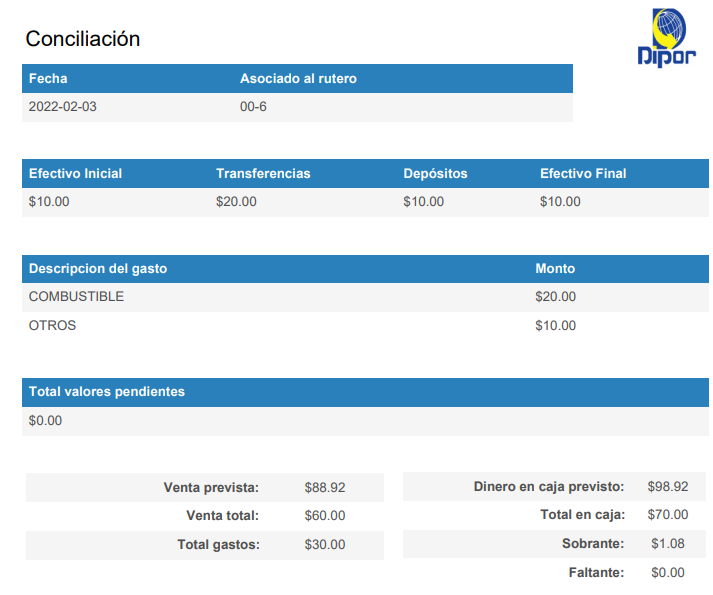 Conciliación
Dipor
Fecha Asociado al rutero
2022-02-03 00-6
Efectivo Inicial Transferencias Depósitos Efectivo Final
$10.00 $20.00 $10.00 $10.00
Descripcion del gasto Monto
COMBUSTIBLE $20.00
OTROS $10.00
Total valores pendientes
$0.00
Venta prevista: $88.92
Venta total: $60.00
Total gastos: $30.00
Dinero en caja previsto: $98.92
Total en caja: $70.00
Sobrante: $1.08
Faltante: $0.00